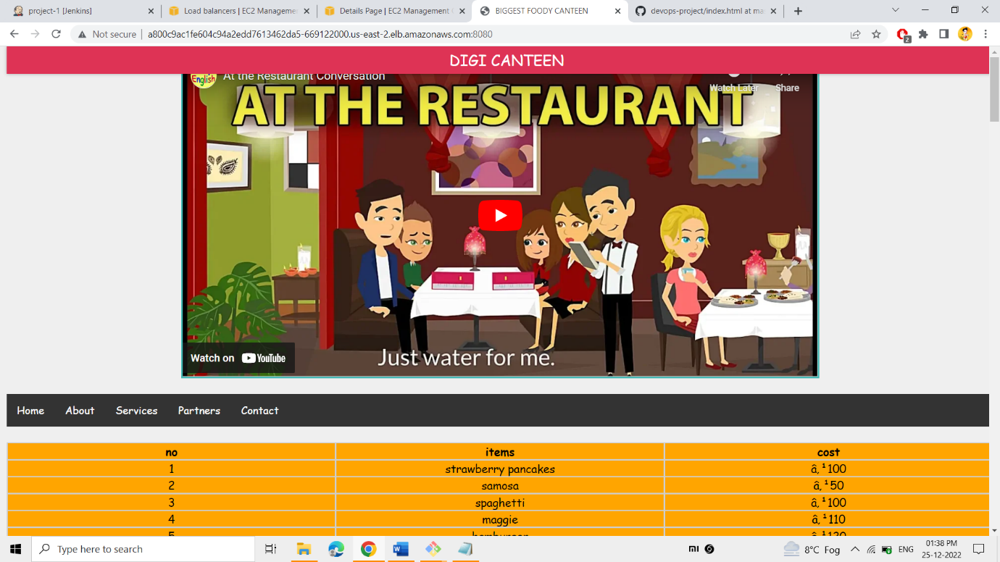 project-1 [Jenkins]
Load balancers | EC2 Manageme
Details Page | EC2 Management
BIGGEST FOODY CANTEEN
devops-project/index.html at ma
Not secure
a800c9ac1fe604c94a2edd7613462da5-669122000.us-east-2.elb.amazonaws.com:8080
2
DIGI CANTEEN
English
At the Restaurant Conversation
Watch Later
Share
AT THE RESTAURANT
Just water for me.
Watch on YouTube
Home About Services Partners Contact
no items cost
1 strawberry pancakes â‚¹100
2 samosa â‚¹50
3 spaghetti â‚¹100
4 maggie â‚¹110
Type here to search
8°C Fog
ENG
01:38 PM
25-12-2022